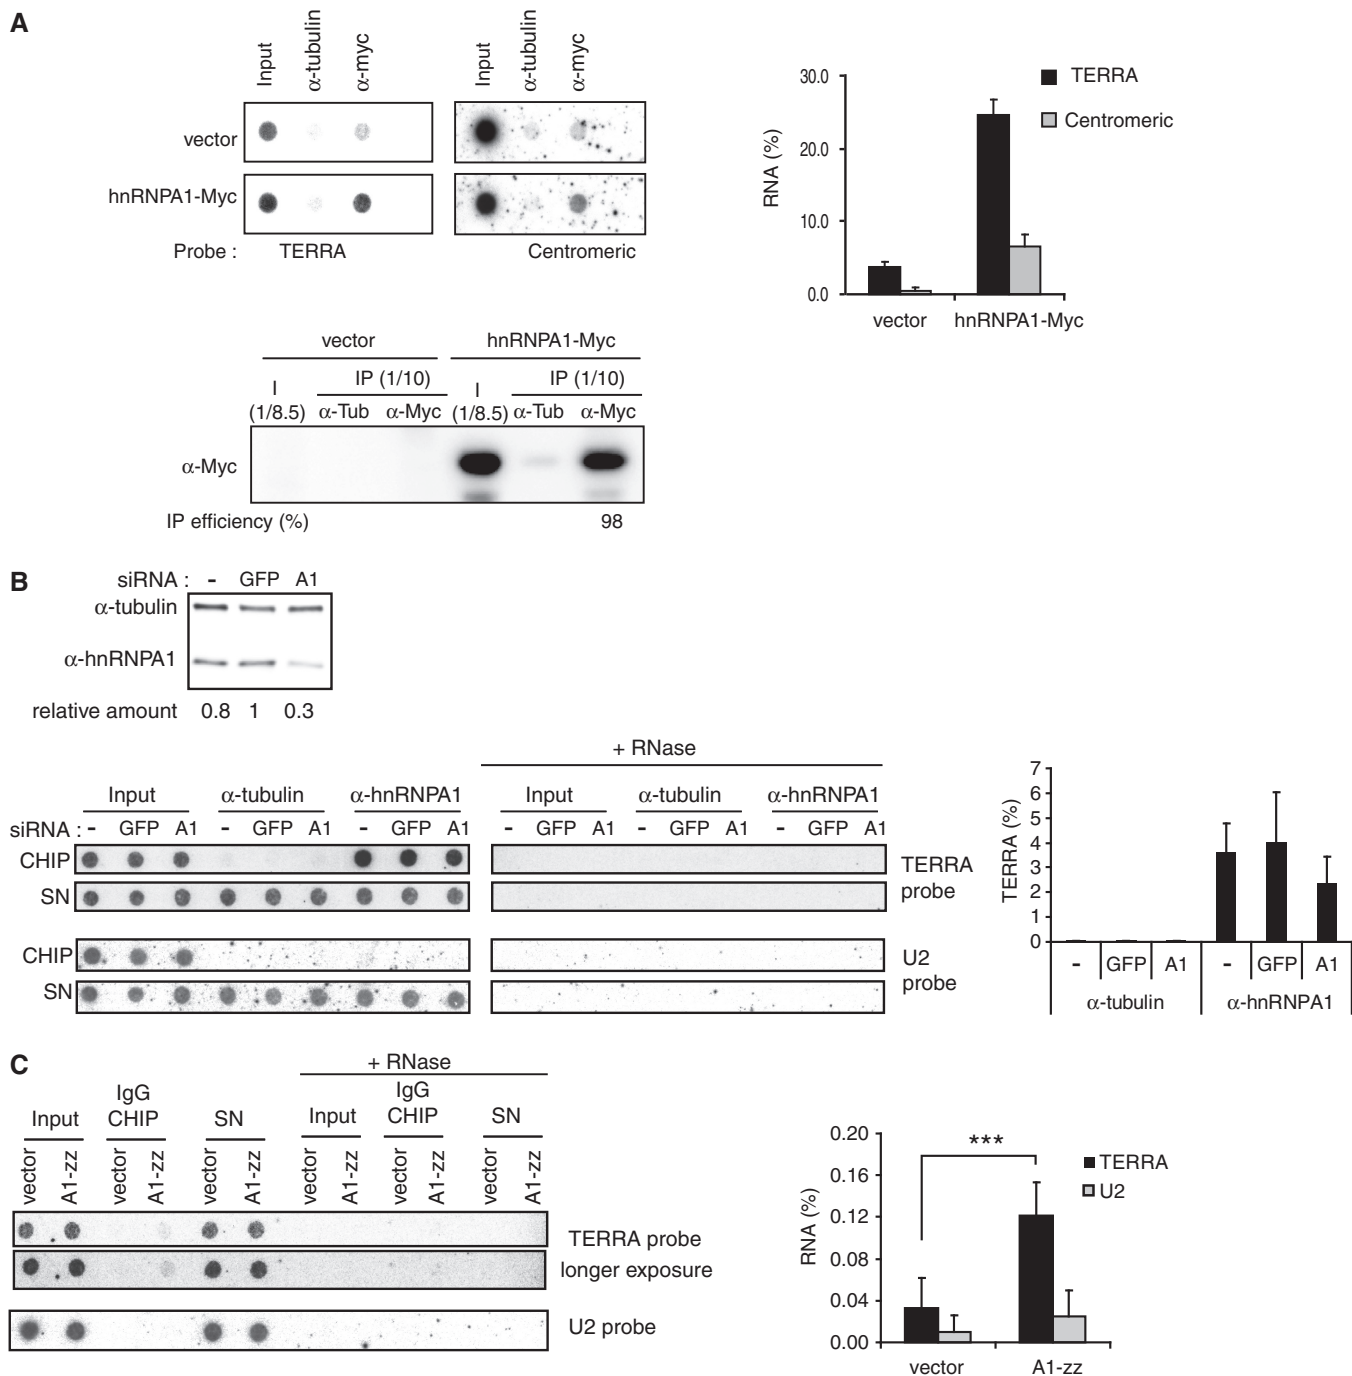 A
Input
α-tubulin
α-myc
Input
α-tubulin
α-myc
vector
hnRNPA1-Myc
Probe : TERRA Centromeric
30.0
20.0
10.0
0.0
RNA (%)
TERRA
Centromeric
vector hnRNPA1-Myc
vector hnRNPA1-Myc
I IP (1/10) I IP (1/10)
(1/8.5) α-Tub α-Myc (1/8.5) α-Tub α-Myc
α-Myc
IP efficiency (%) 98
B
siRNA : - GFP A1
α-tubulin
α-hnRNPA1
relative amount 0.8 1 0.3
+ RNase
Input α-tubulin α-hnRNPA1 Input α-tubulin α-hnRNPA1
siRNA : - GFP A1 - GFP A1 - GFP A1 - GFP A1 - GFP A1 - GFP A1
CHIP
SN
TERRA
probe
CHIP
SN
U2
probe
7
6
5
4
3
2
1
0
TERRA (%)
- GFP A1 - GFP A1
α-tubulin α-hnRNPA1
C
+ RNase
Input IgG CHIP SN Input IgG CHIP SN
vector
A1-zz
vector
A1-zz
vector
A1-zz
vector
A1-zz
vector
A1-zz
vector
A1-zz
TERRA probe
longer exposure
U2 probe
0.20
0.16
0.12
0.08
0.04
0.00
RNA (%)
***
TERRA
U2
vector A1-zz